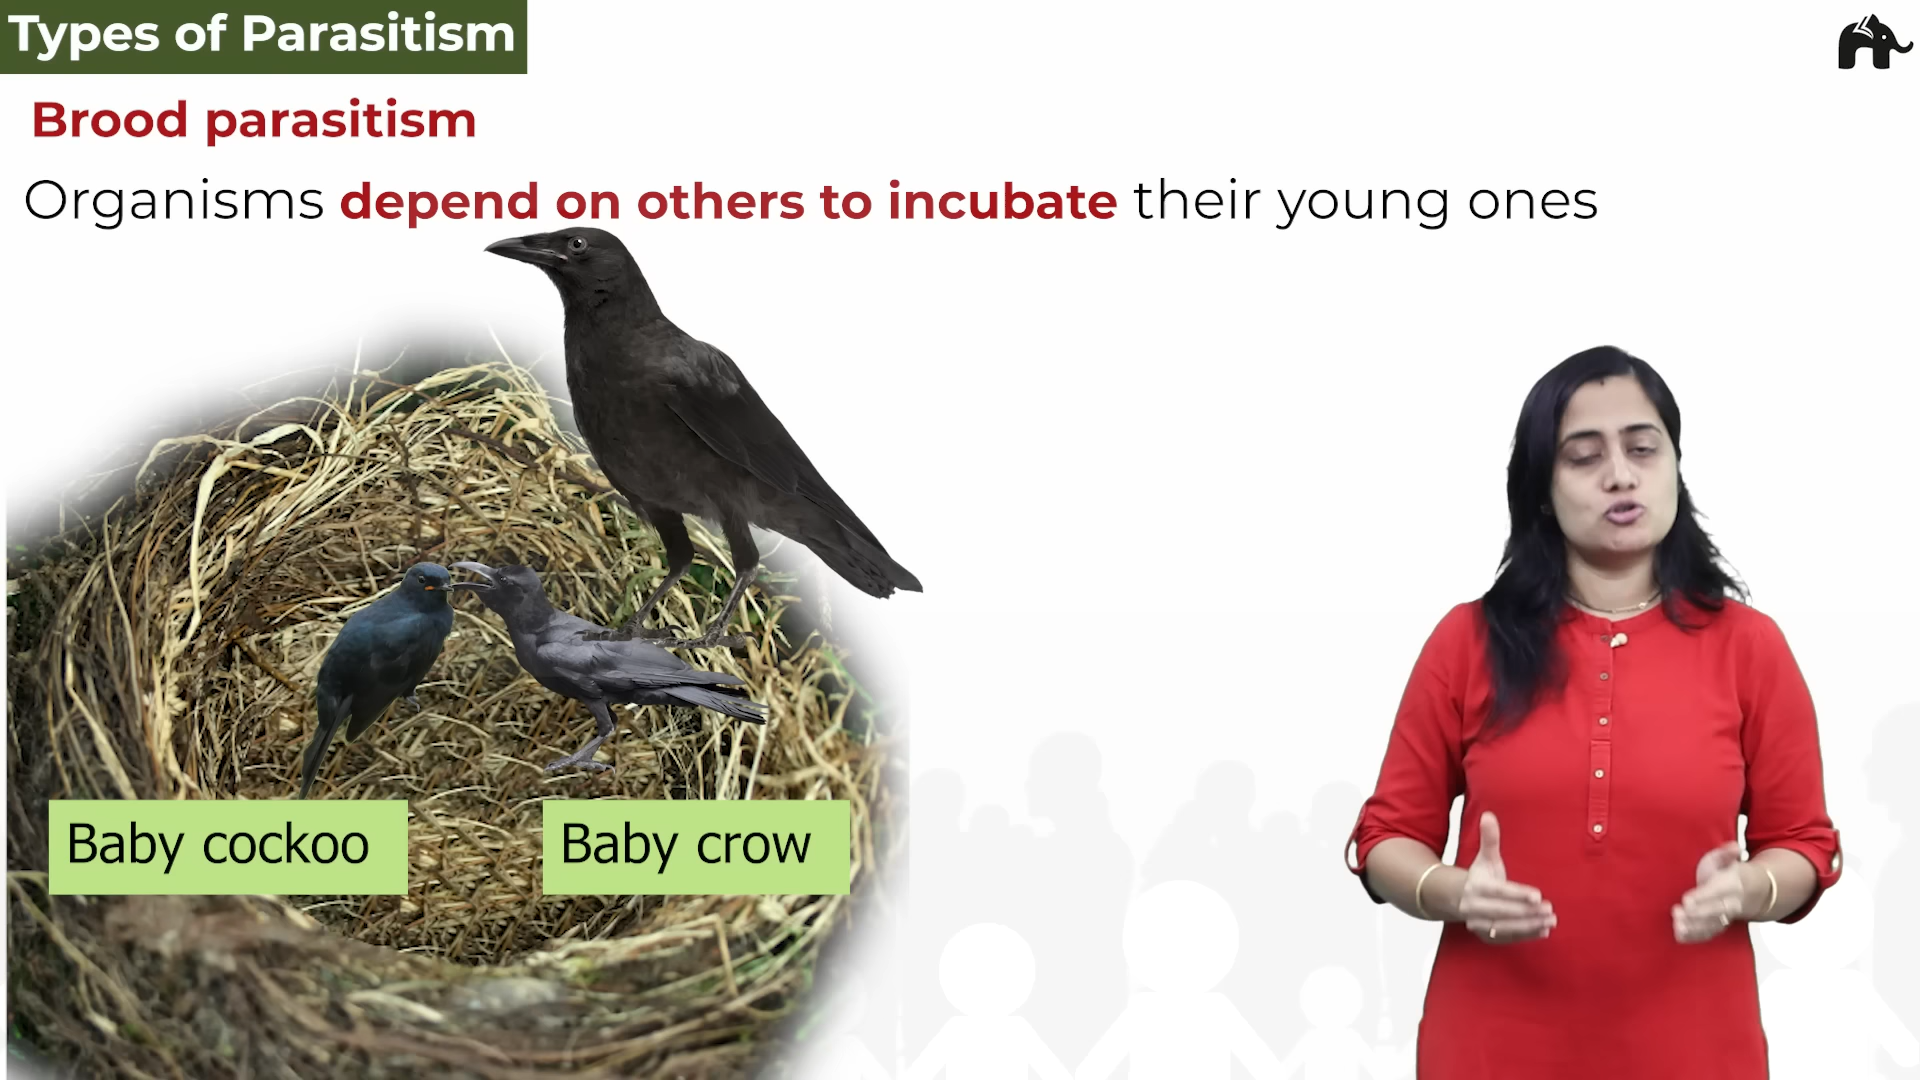 Types of Parasitism
Brood parasitism
Organisms depend on others to incubate their young ones
Baby cockoo
Baby crow